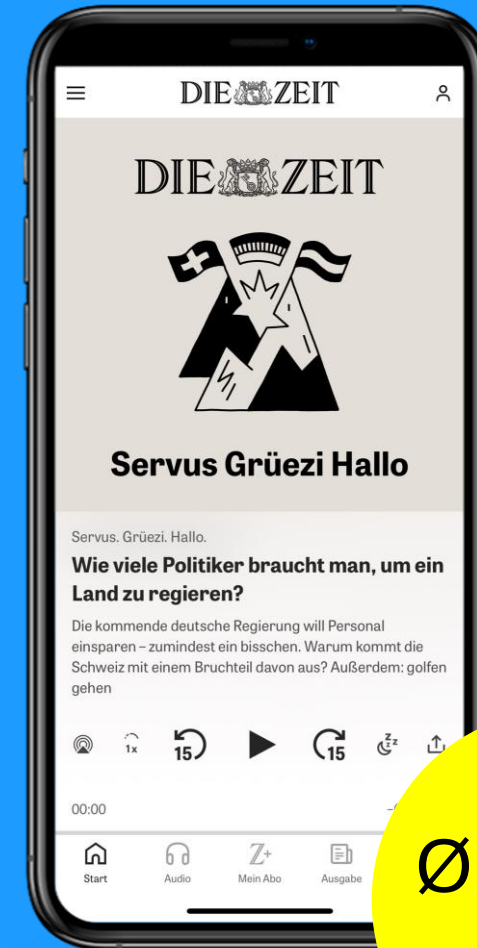 DIE ZEIT
DIE ZEIT
Servus Grüezi Hallo
Servus. Grüezi. Hallo.
Wie viele Politiker braucht man, um ein
Land zu regieren?
Die kommende deutsche Regierung will Personal
einsparen – zumindest ein bisschen. Warum kommt die
Schweiz mit einem Bruchteil davon aus? Außerdem: golfen
gehen
1x
15
15
zzz
00:00
Start
Audio
Z+
Mein Abo
Ausgabe
Ø